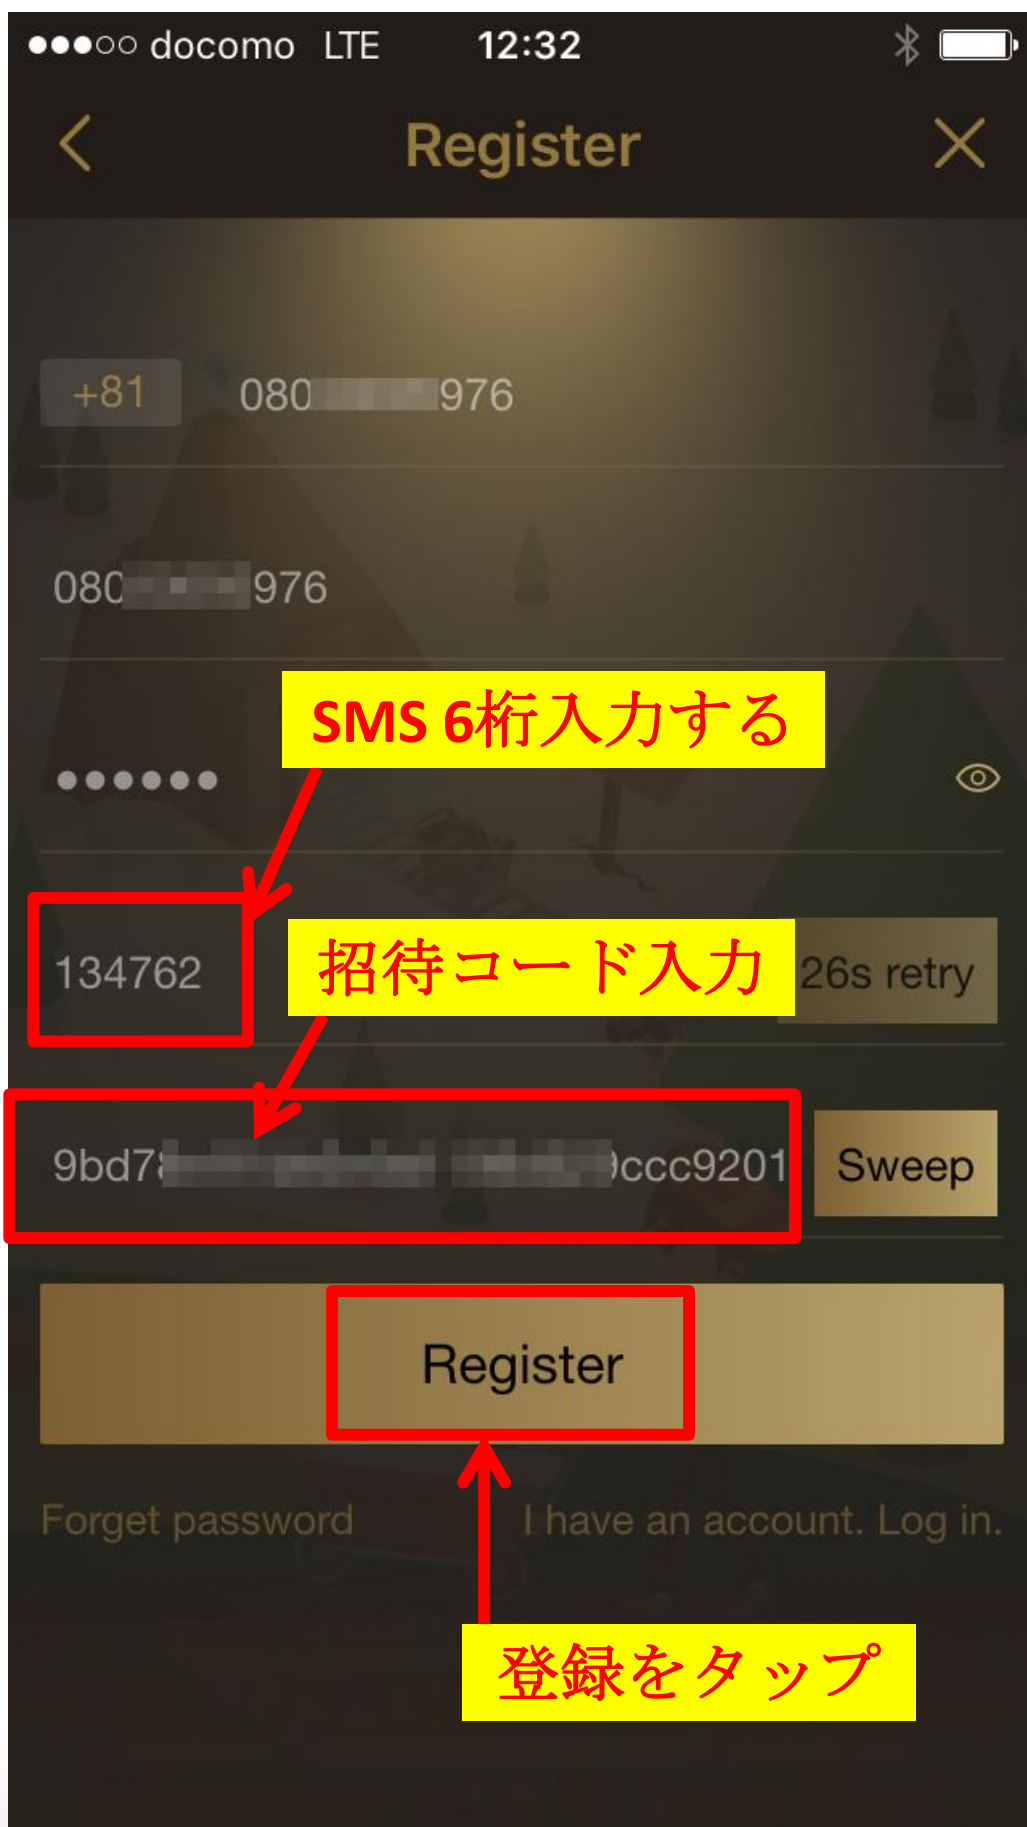 docomo LTE 12:32
Register
+81 080 976
080 976
SMS 6桁入力する
••••••
134762
招待コード入力
26s retry
9bd78 9ccc9201
Sweep
Register
Forget password
I have an account. Log in.
登録をタップ